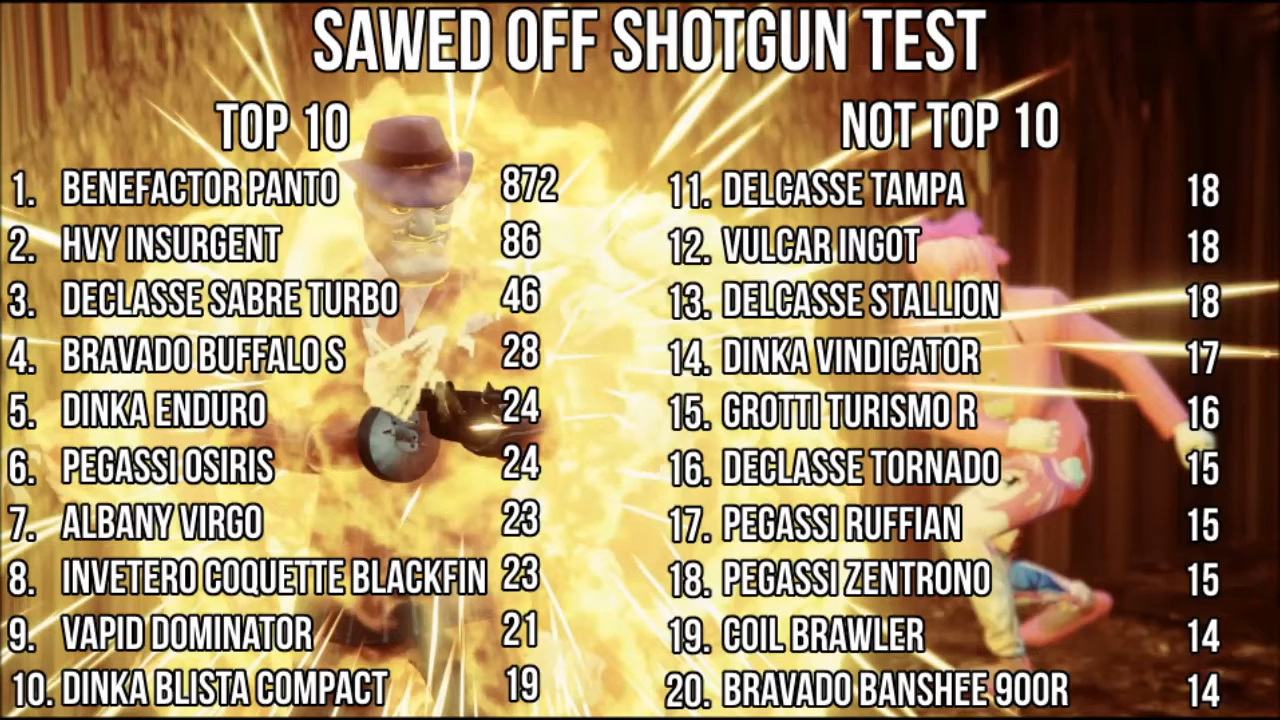 SAWED OFF SHOTGUN TEST
TOP 10
1. BENEFACTOR PANTO 872
2. HVY INSURGENT 86
3. DECLASSE SABRE TURBO 46
4. BRAVADO BUFFALO S 28
5. DINKA ENDURO 24
6. PEGASSI OSIRIS 24
7. ALBANY VIRGO 23
8. INVETERO COQUETTE BLACKFIN 23
9. VAPID DOMINATOR 21
10. DINKA BLISTA COMPACT 19
NOT TOP 10
11. DELCASSE TAMPA 18
12. VULCAR INGOT 18
13. DELCASSE STALLION 18
14. DINKA VINDICATOR 17
15. GROTTI TURISMO R 16
16. DECLASSE TORNADO 15
17. PEGASSI RUFFIAN 15
18. PEGASSI ZENTRONO 15
19. COIL BRAWLER 14
20. BRAVADO BANSHEE 900R 14